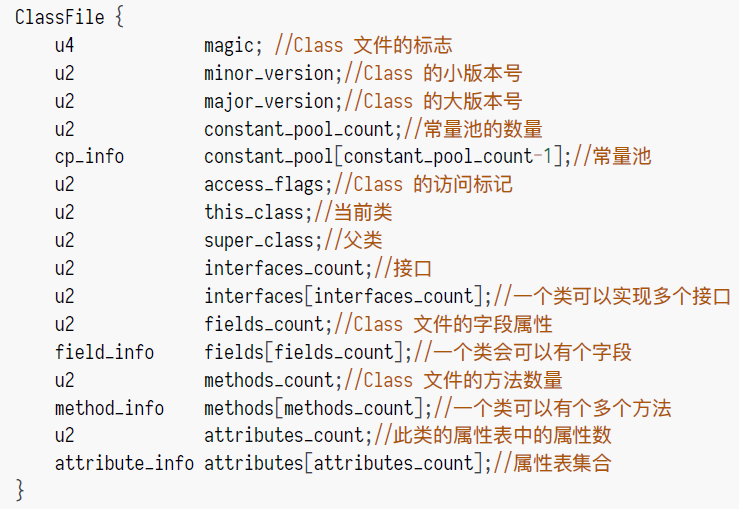 ClassFile {
    u4             magic; //Class 文件的标志
    u2             minor_version;//Class 的小版本号
    u2             major_version;//Class 的大版本号
    u2             constant_pool_count;//常量池的数量
    cp_info        constant_pool[constant_pool_count-1];//常量池
    u2             access_flags;//Class 的访问标记
    u2             this_class;//当前类
    u2             super_class;//父类
    u2             interfaces_count;//接口
    u2             interfaces[interfaces_count];//一个类可以实现多个接口
    u2             fields_count;//Class 文件的字段属性
    field_info     fields[fields_count];//一个类会可以有个字段
    u2             methods_count;//Class 文件的方法数量
    method_info    methods[methods_count];//一个类可以有个多个方法
    u2             attributes_count;//此类的属性表中的属性数
    attribute_info attributes[attributes_count];//属性表集合
}